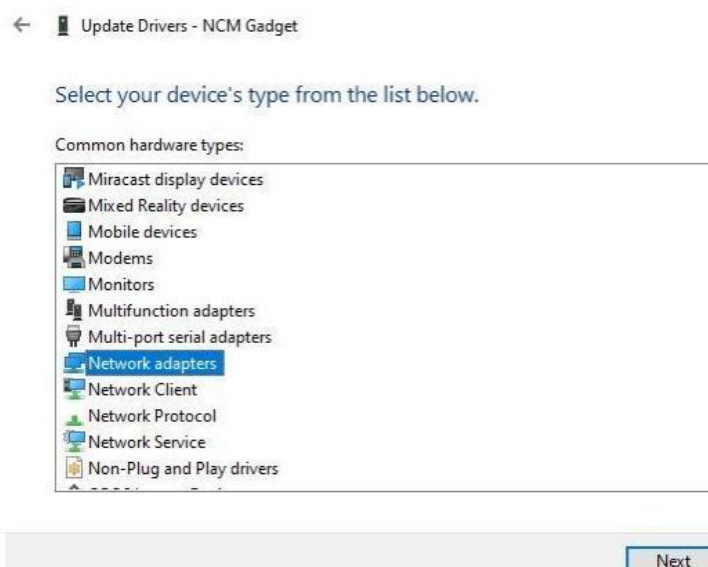 Update Drivers - NCM Gadget
Select your device's type from the list below.
Common hardware types:
Miracast display devices
Mixed Reality devices
Mobile devices
Modems
Monitors
Multifunction adapters
Multi-port serial adapters
Network adapters
Network Client
Network Protocol
Network Service
Non-Plug and Play drivers
Next